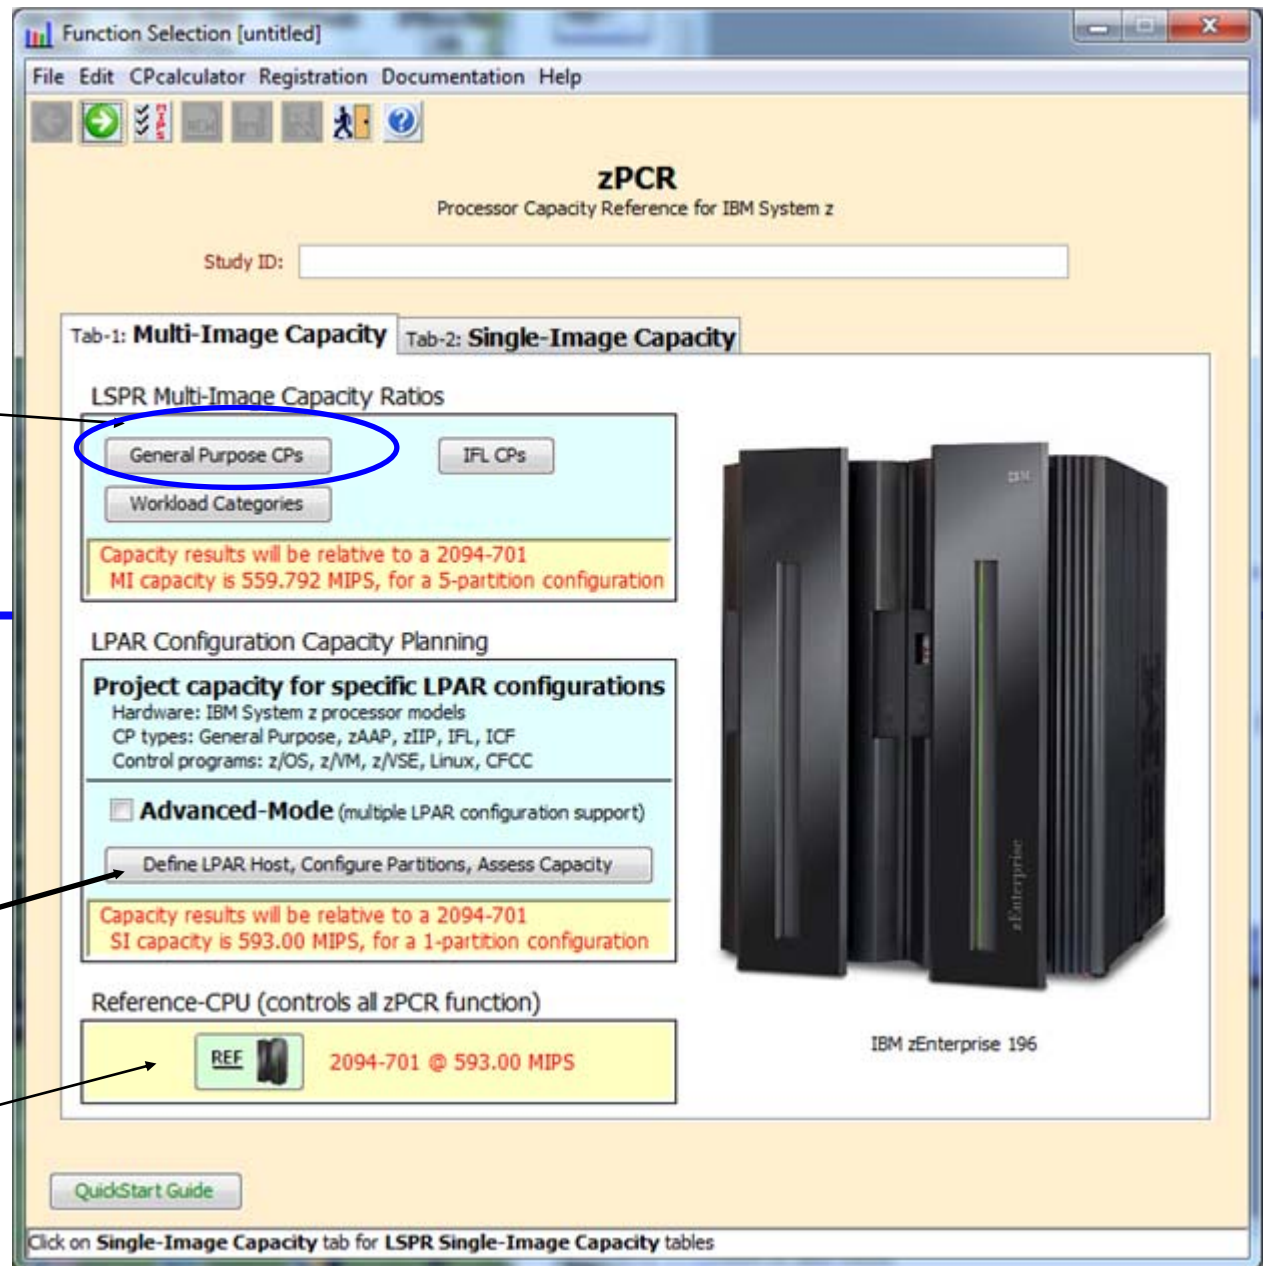 Function Selection [untitled]
File Edit CPcalculator Registration Documentation Help
zPCR
Processor Capacity Reference for IBM System z
Study ID:
Tab-1: Multi-Image Capacity Tab-2: Single-Image Capacity
LSPR Multi-Image Capacity Ratios
General Purpose CPs IFL CPs
Workload Categories
Capacity results will be relative to a 2094-701
MI capacity is 559.792 MIPS, for a 5-partition configuration
LPAR Configuration Capacity Planning
Project capacity for specific LPAR configurations
Hardware: IBM System z processor models
CP types: General Purpose, zAAP, zIIP, IFL, ICF
Control programs: z/OS, z/VM, z/VSE, Linux, CFCC
Advanced-Mode (multiple LPAR configuration support)
Define LPAR Host, Configure Partitions, Assess Capacity
Capacity results will be relative to a 2094-701
SI capacity is 593.00 MIPS, for a 1-partition configuration
Reference-CPU (controls all zPCR function)
REF 2094-701 @ 593.00 MIPS
IBM
zEnterprise
IBM zEnterprise 196
QuickStart Guide
Click on Single-Image Capacity tab for LSPR Single-Image Capacity tables